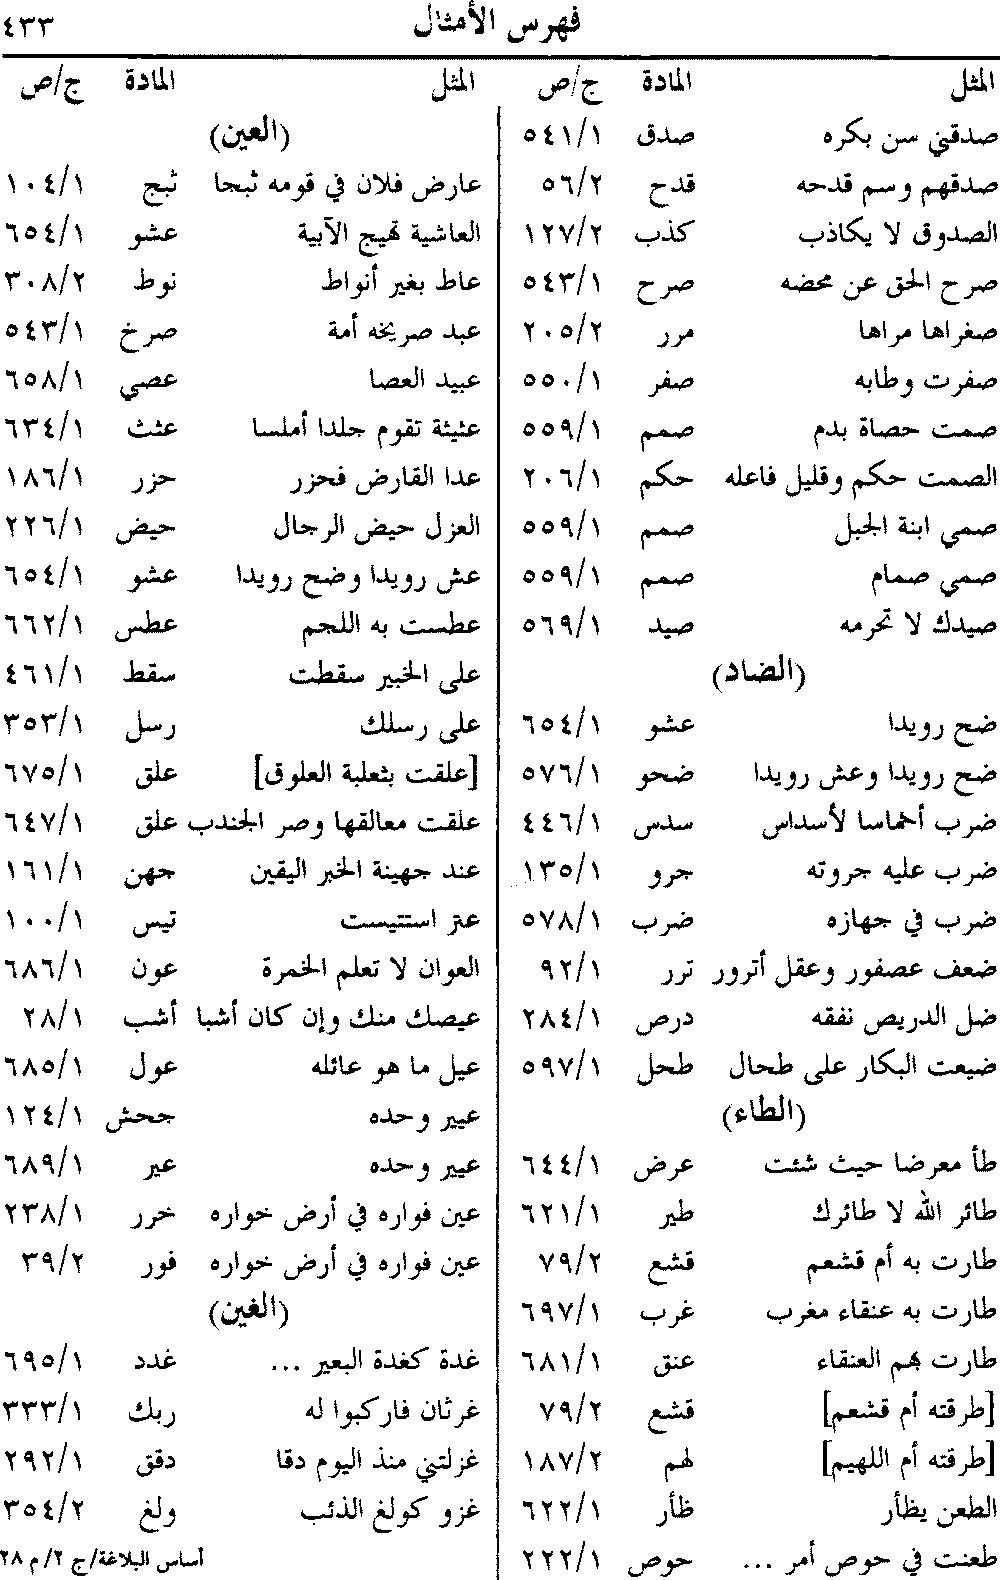 فهرس الأمثال ٤٣٣
المثل المادة ج/ص
صدقني سن بكره صدق ٥٤١/١
صدقهم وسم قدحه قدح ٥٦/٢
الصدوق لا يكاذب كذب ١٢٧/٢
صرح الحق عن محضه صرح ٥٤٣/١
صغراها مراها مرر ٢٠٥/٢
صفرت وطابه صفر ٥٥٠/١
صمت حصاة بدم صمم ٥٥٩/١
الصمت حكم وقليل فاعله حكم ٢٠٦/١
صمي ابنة الجبل صمم ٥٥٩/١
صمي صمام صمم ٥٥٩/١
صيدك لا تحرمه صيد ٥٦٩/١
(الضاد)
ضح رويدا عشو ٦٥٤/١
ضح رويدا وعش رويدا ضحو ٥٧٦/١
ضرب أخماسا لأسداس سدس ٤٤٦/١
ضرب عليه جروته جرو ١٣٥/١
ضرب في جهازه ضرب ٥٧٨/١
ضعف عصفور وعقل أترور ترر ٩٢/١
ضل الدريص نفقه درص ٢٨٤/١
ضيعت البكار على طحال طحل ٥٩٧/١
(الطاء)
طأ معرضا حيث شئت عرض ٦٤٤/١
طائر الله لا طائرك طير ٦٢١/١
طارت به أم قشعم قشع ٧٩/٢
طارت به عنقاء مغرب غرب ٦٩٧/١
طارت بهم العنقاء عنق ٦٨١/١
[طرقته أم قشعم] قشع ٧٩/٢
[طرقته أم اللهيم] لهم ١٨٧/٢
الطعن يظأر ظأر ٦٢٢/١
طعنت في حوص أمر ... حوص ٢٢٢/١
المثل المادة ج/ص
(العين)
عارض فلان في قومه ثبجا ثبج ١٠٤/١
العاشية تهيج الآبية عشو ٦٥٤/١
عاط بغير أنواط نوط ٣٠٨/٢
عبد صريخه أمة صرخ ٥٤٣/١
عبيد العصا عصي ٦٥٨/١
عثيثة تقوم جلدا أملسا عثث ٦٣٤/١
عدا القارض فحزر حزر ١٨٦/١
العزل حيض الرجال حيض ٢٢٦/١
عش رويدا وضح رويدا عشو ٦٥٤/١
عطست به اللجم عطس ٦٦٢/١
على الخبير سقطت سقط ٤٦١/١
على رسلك رسل ٣٥٣/١
[علقت بثعلبة العلوق] علق ٦٧٥/١
علقت معالقها وصر الجندب علق ٦٤٧/١
عند جهينة الخبر اليقين جهن ١٦١/١
عنز استتيست تيس ١٠٠/١
العوان لا تعلم الخمرة عون ٦٨٦/١
عيصك منك وإن كان أشبا أشب ٢٨/١
عيل ما هو عائله عول ٦٨٥/١
عيير وحده جحش ١٢٤/١
عيير وحده عير ٦٨٩/١
عين فواره في أرض خواره خرر ٢٣٨/١
عين فواره في أرض خواره فور ٣٩/٢
(الغين)
غدة كغدة البعير ... غدد ٦٩٥/١
غرثان فاركبوا له ربك ٣٣٣/١
غزلتني منذ اليوم دقا دقق ٢٩٢/١
غزو كولغ الذئب ولغ ٣٥٤/٢
أساس البلاغة/ج ٢/م ٢٨